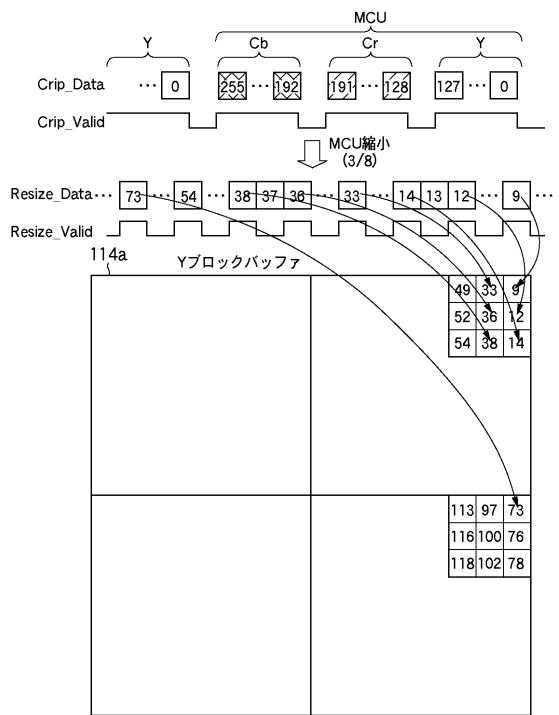 MCU
Y Cb Cr Y
Crip_Data ... 0 255 ... 192 191 ... 128 127 ... 0
Crip_Valid
MCU縮小
(3/8)
Resize_Data ... 73 ... 54 ... 38 37 36 ... 33 ... 14 13 12 ... 9 ...
Resize_Valid
114a
Yブロックバッファ
49 33 9
52 36 12
54 38 14
113 97 73
116 100 76
118 102 78